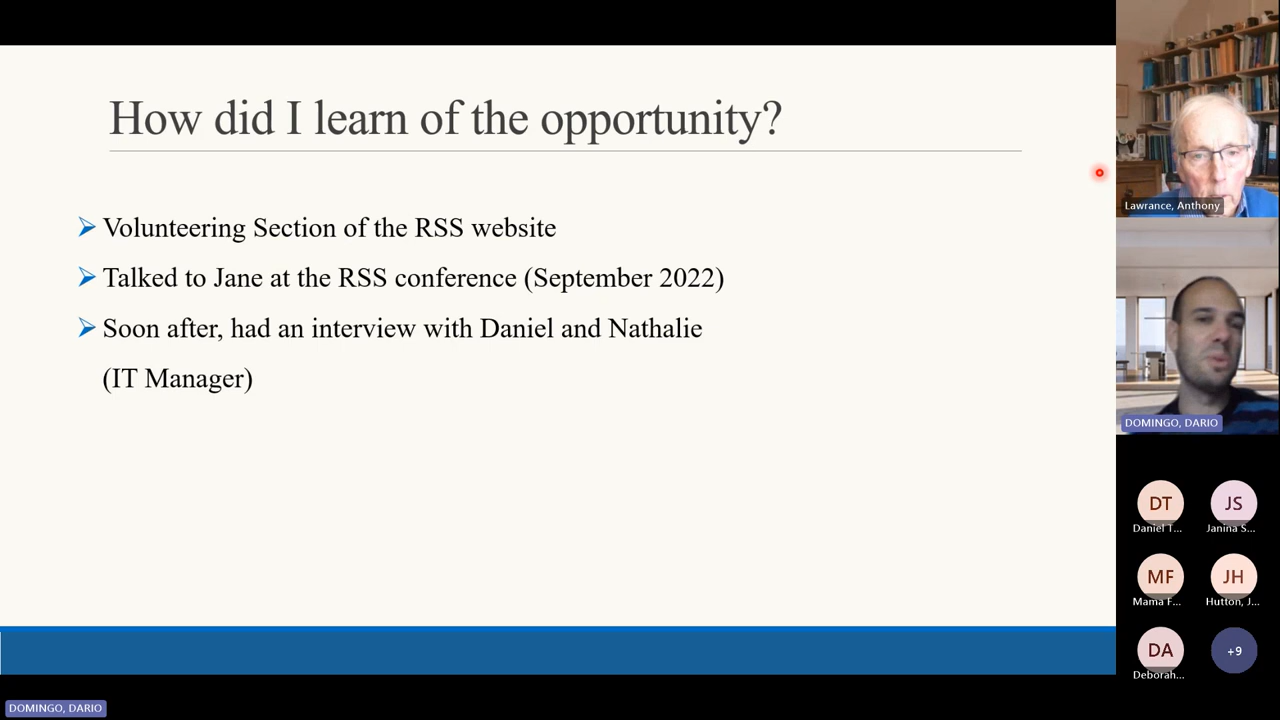 How did I learn of the opportunity?
Volunteering Section of the RSS website
Talked to Jane at the RSS conference (September 2022)
Soon after, had an interview with Daniel and Nathalie
(IT Manager)
Lawrance, Anthony
DOMINGO, DARIO
DT
Daniel T...
JS
Janina S...
MF
Mama F...
JH
Hutton, J...
DA
Deborah...
+9
DOMINGO, DARIO